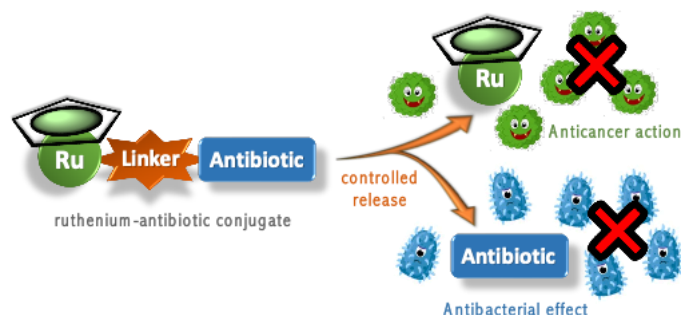 Ru
Linker
Antibiotic
ruthenium-antibiotic conjugate
controlled
release
Ru
Anticancer action
Antibiotic
Antibacterial effect